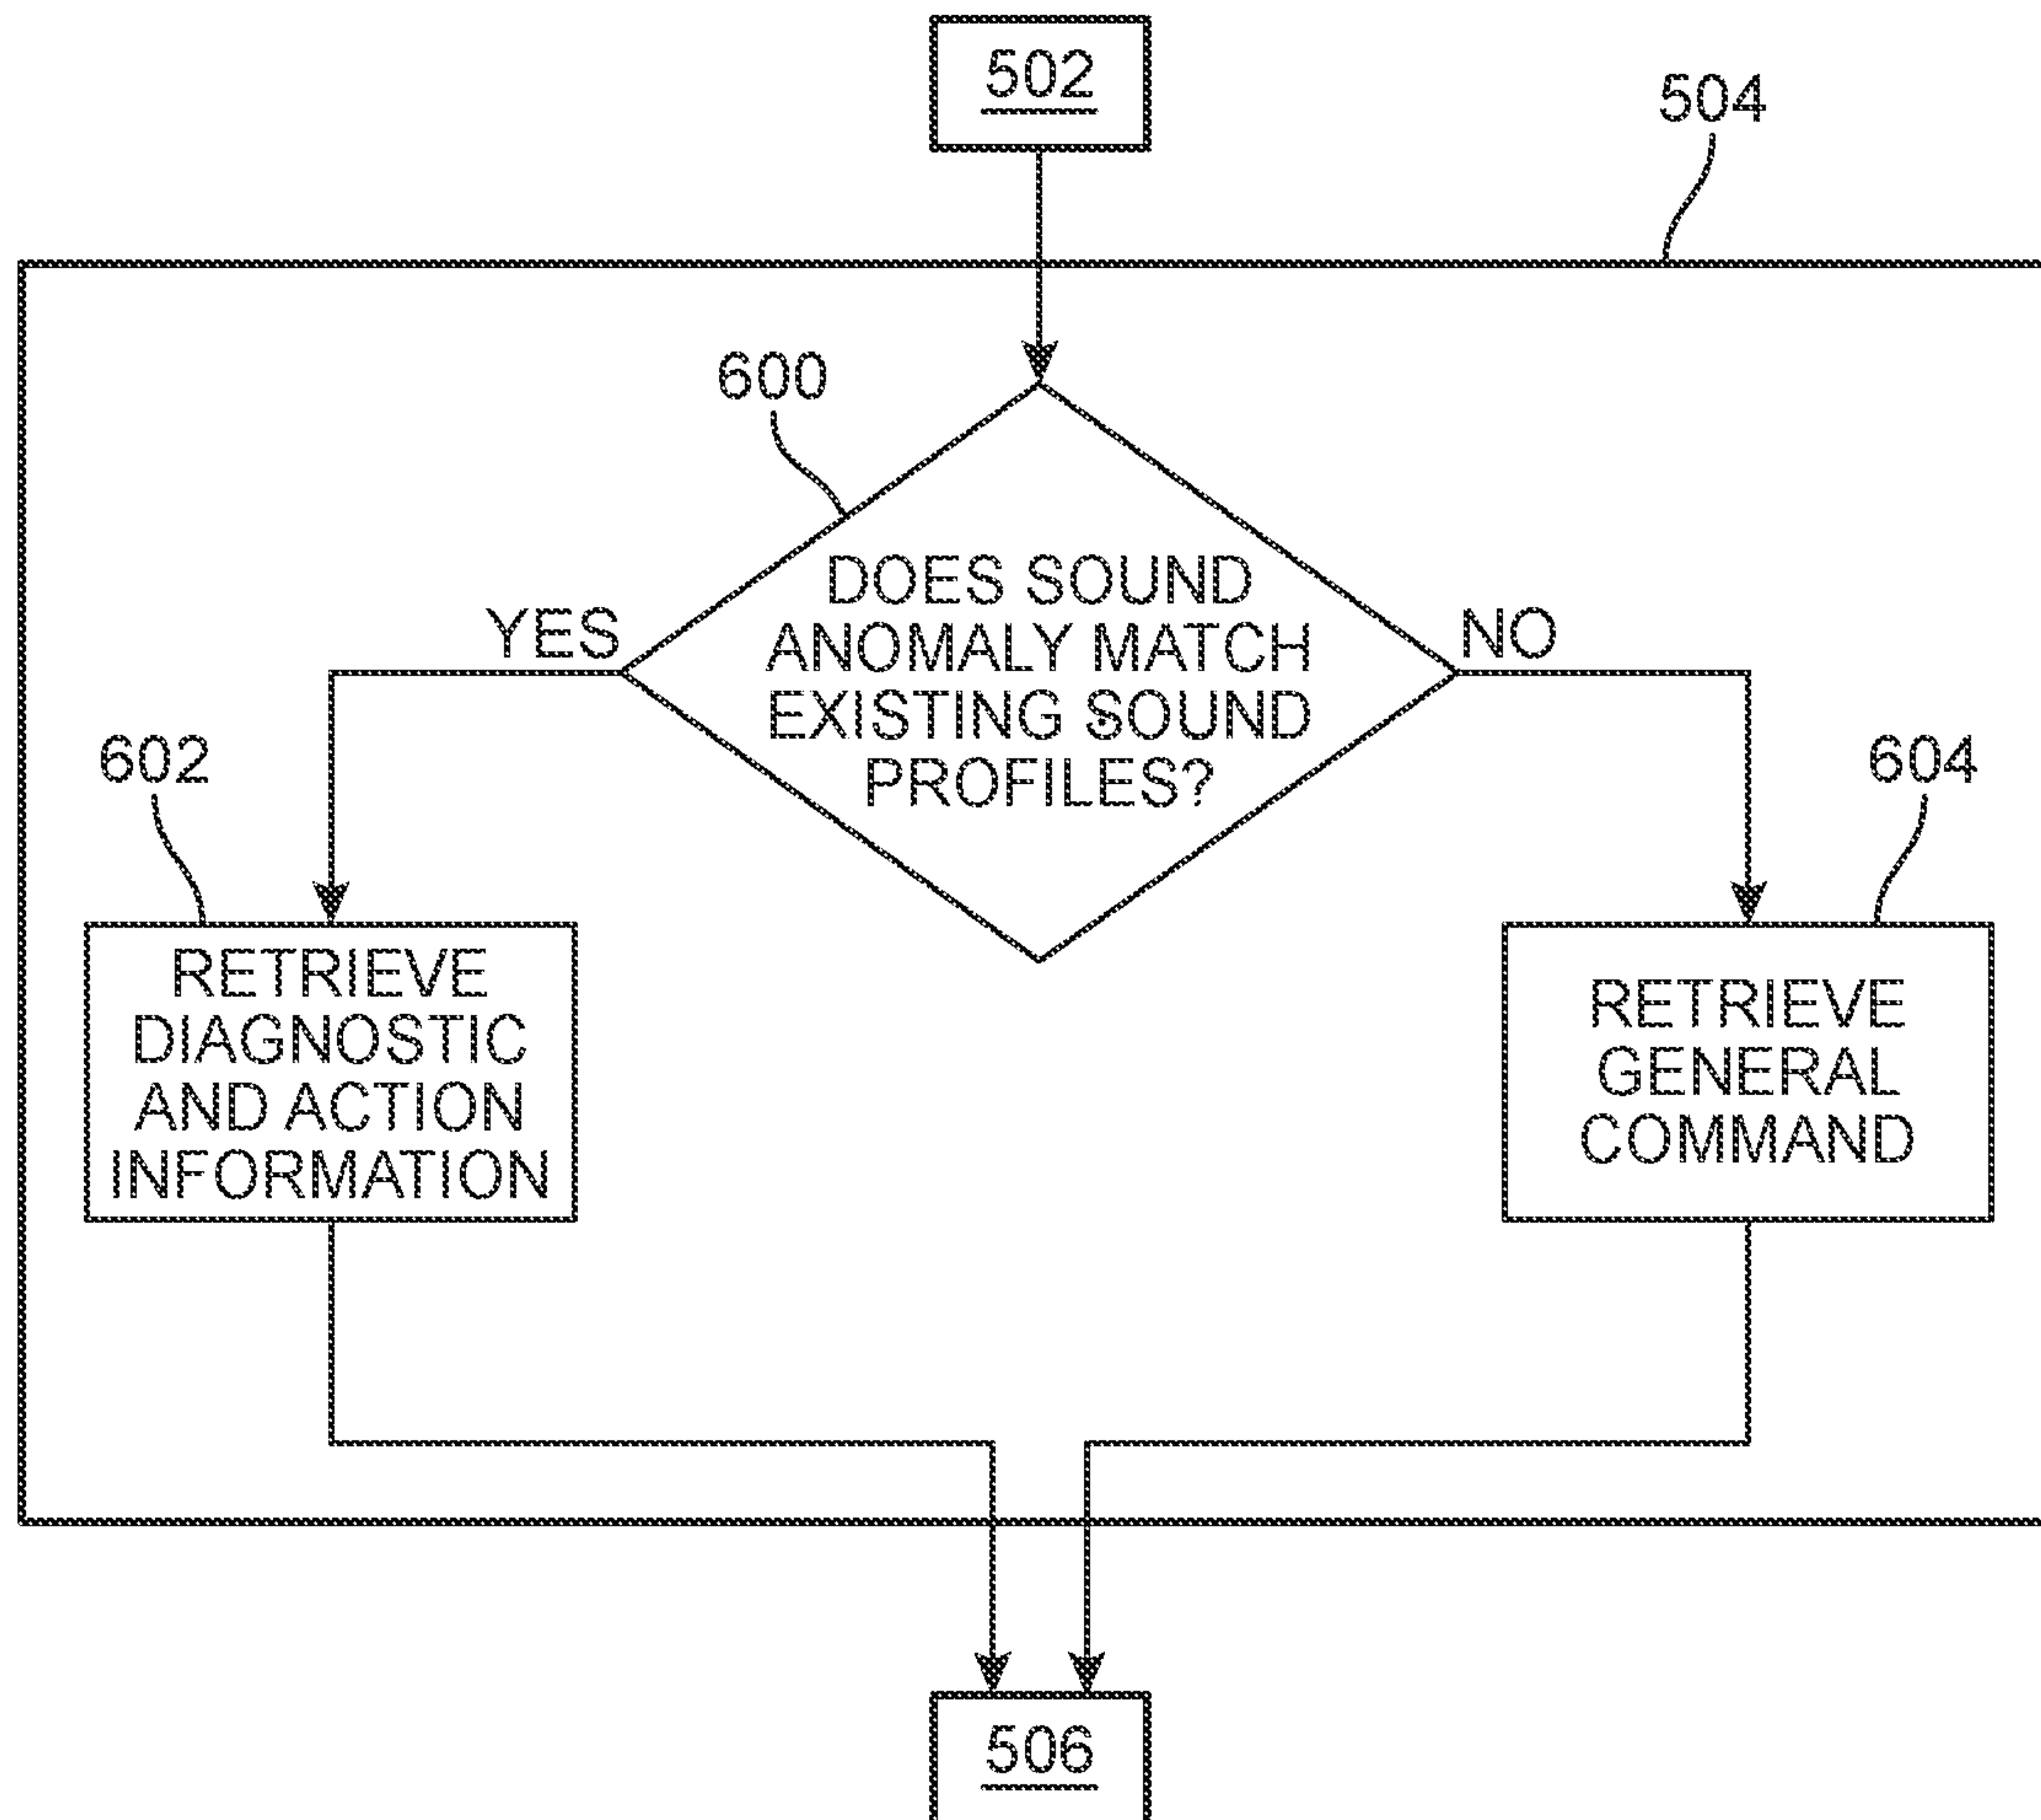 502
504
600
DOES SOUND
ANOMALY MATCH
EXISTING SOUND
PROFILES?
YES
NO
602
604
RETRIEVE
DIAGNOSTIC
AND ACTION
INFORMATION
RETRIEVE
GENERAL
COMMAND
506